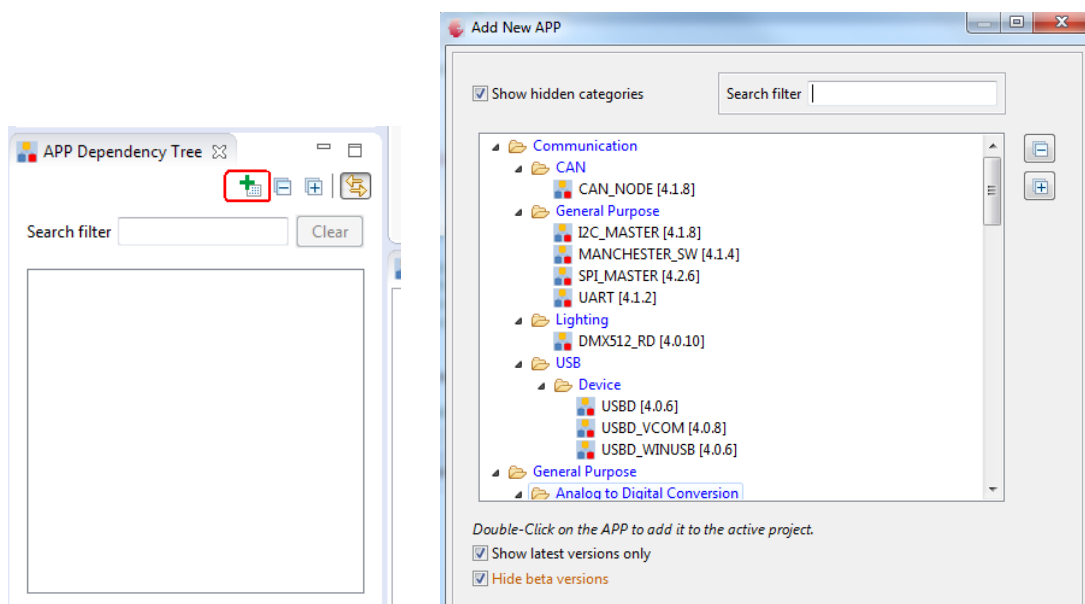 APP Dependency Tree
Search filter
Clear
Add New APP
Show hidden categories
Search filter
Communication
CAN
CAN_NODE [4.1.8]
General Purpose
I2C_MASTER [4.1.8]
MANCHESTER_SW [4.1.4]
SPI_MASTER [4.2.6]
UART [4.1.2]
Lighting
DMX512_RD [4.0.10]
USB
Device
USBD [4.0.6]
USBD_VCOM [4.0.8]
USBD_WINUSB [4.0.6]
General Purpose
Analog to Digital Conversion
Double-Click on the APP to add it to the active project.
Show latest versions only
Hide beta versions